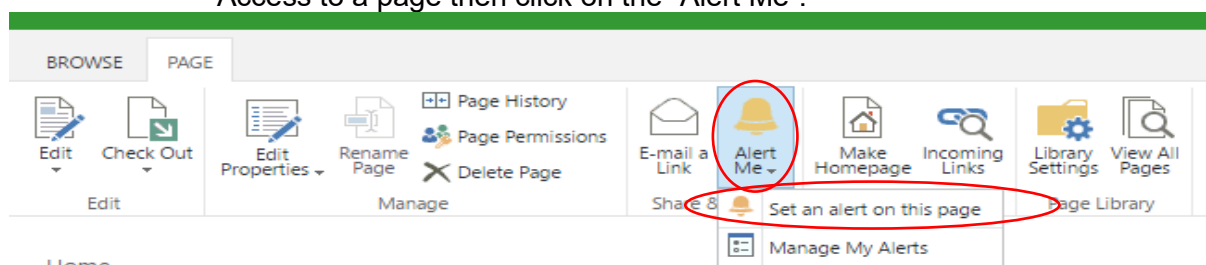 Access to a page then click on the "Alert Me".
BROWSE PAGE
Edit
Check Out
Edit Properties
Rename Page
Page History
Page Permissions
Delete Page
E-mail a Link
Alert Me
Make Homepage
Incoming Links
Library Settings
View All Pages
Edit
Manage
Share &
Page Library
Set an alert on this page
Manage My Alerts
Home